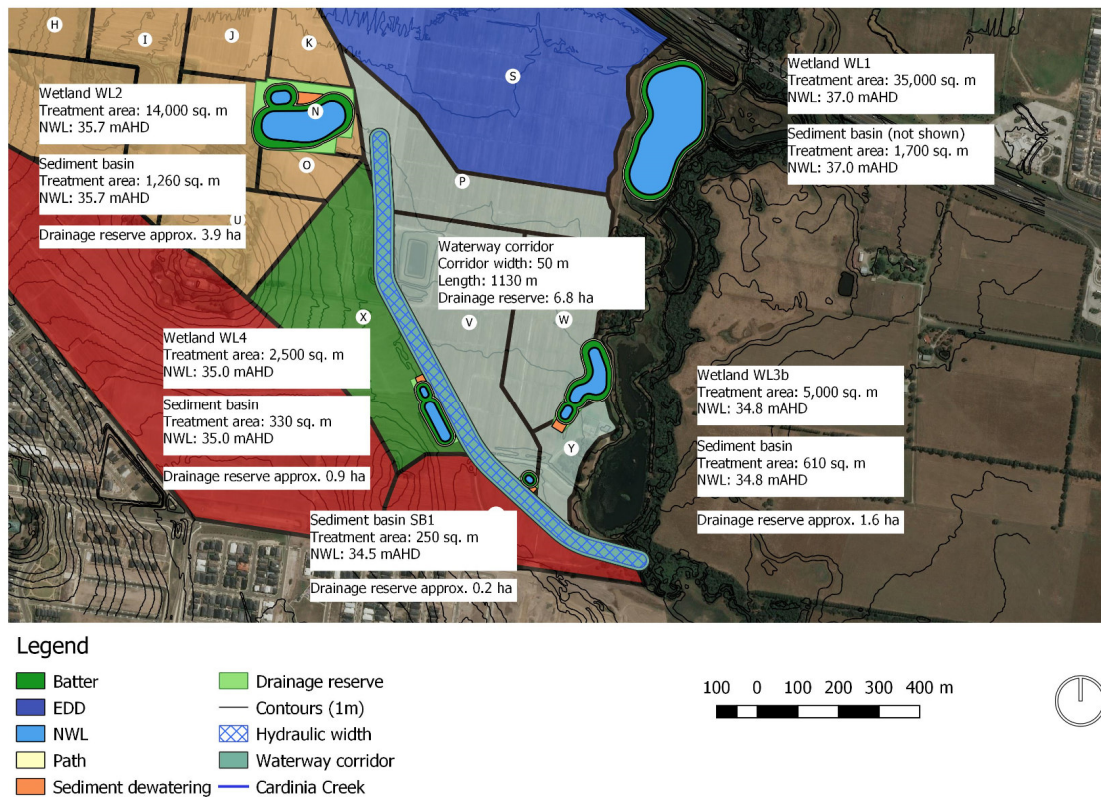 H
I
J
K
S
N
O
P
U
X
V
W
Y
Wetland WL2
Treatment area: 14,000 sq. m
NWL: 35.7 mAHD
Sediment basin
Treatment area: 1,260 sq. m
NWL: 35.7 mAHD
Drainage reserve approx. 3.9 ha
Wetland WL1
Treatment area: 35,000 sq. m
NWL: 37.0 mAHD
Sediment basin (not shown)
Treatment area: 1,700 sq. m
NWL: 37.0 mAHD
Waterway corridor
Corridor width: 50 m
Length: 1130 m
Drainage reserve: 6.8 ha
Wetland WL4
Treatment area: 2,500 sq. m
NWL: 35.0 mAHD
Sediment basin
Treatment area: 330 sq. m
NWL: 35.0 mAHD
Drainage reserve approx. 0.9 ha
Wetland WL3b
Treatment area: 5,000 sq. m
NWL: 34.8 mAHD
Sediment basin
Treatment area: 610 sq. m
NWL: 34.8 mAHD
Drainage reserve approx. 1.6 ha
Sediment basin SB1
Treatment area: 250 sq. m
NWL: 34.5 mAHD
Drainage reserve approx. 0.2 ha
Legend
Batter
EDD
NWL
Path
Sediment dewatering
Drainage reserve
Contours (1m)
Hydraulic width
Waterway corridor
Cardinia Creek
100 0 100 200 300 400 m